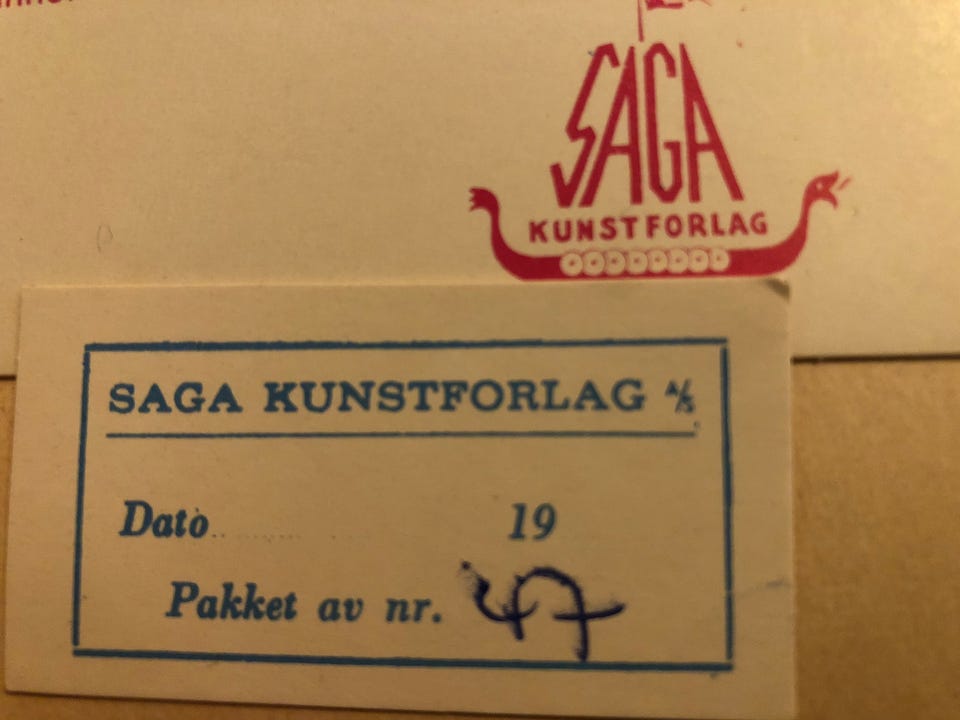 SAGA
KUNSTFORLAG
SAGA KUNSTFORLAG A/S
Dato 19
Pakket av nr. 47